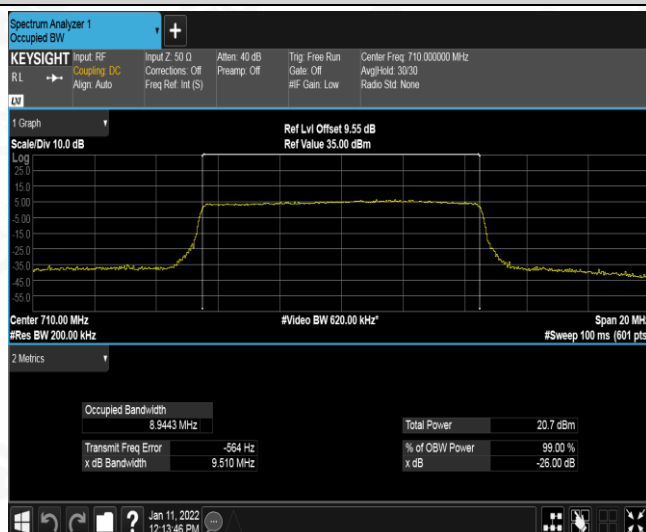 Spectrum Analyzer 1
Occupied BW
KEYSIGHT
R L
LXI
Input: RF
Coupling: DC
Align: Auto
Input Z: 50 Ω
Corrections: Off
Freq Ref: Int (S)
Atten: 40 dB
Preamp: Off
Trig: Free Run
Gate: Off
#IF Gain: Low
Center Freq: 710.000000 MHz
Avg|Hold: 30/30
Radio Std: None
1 Graph
Scale/Div 10.0 dB
Ref Lvl Offset 9.55 dB
Ref Value 35.00 dBm
Log
25.0
15.0
5.00
-5.00
-15.0
-25.0
-35.0
-45.0
-55.0
Center 710.00 MHz
#Video BW 620.00 kHz*
Span 20 MHz
#Res BW 200.00 kHz
#Sweep 100 ms (601 pts
2 Metrics
Occupied Bandwidth
8.9443 MHz
Total Power 20.7 dBm
Transmit Freq Error -564 Hz
% of OBW Power 99.00 %
x dB Bandwidth 9.510 MHz
x dB -26.00 dB
?
Jan 11, 2022
12:13:46 PM